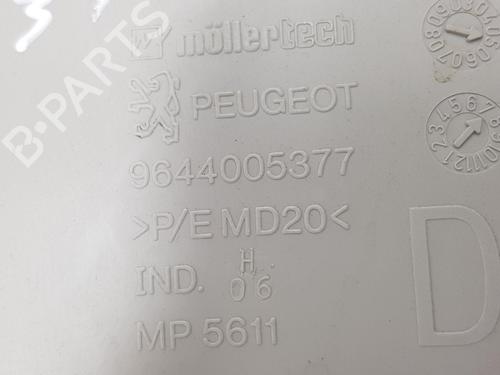 möllertech
PEUGEOT
9644005377
>P/E MD20<
IND. H
06
MP 5611
D
B-PARTS